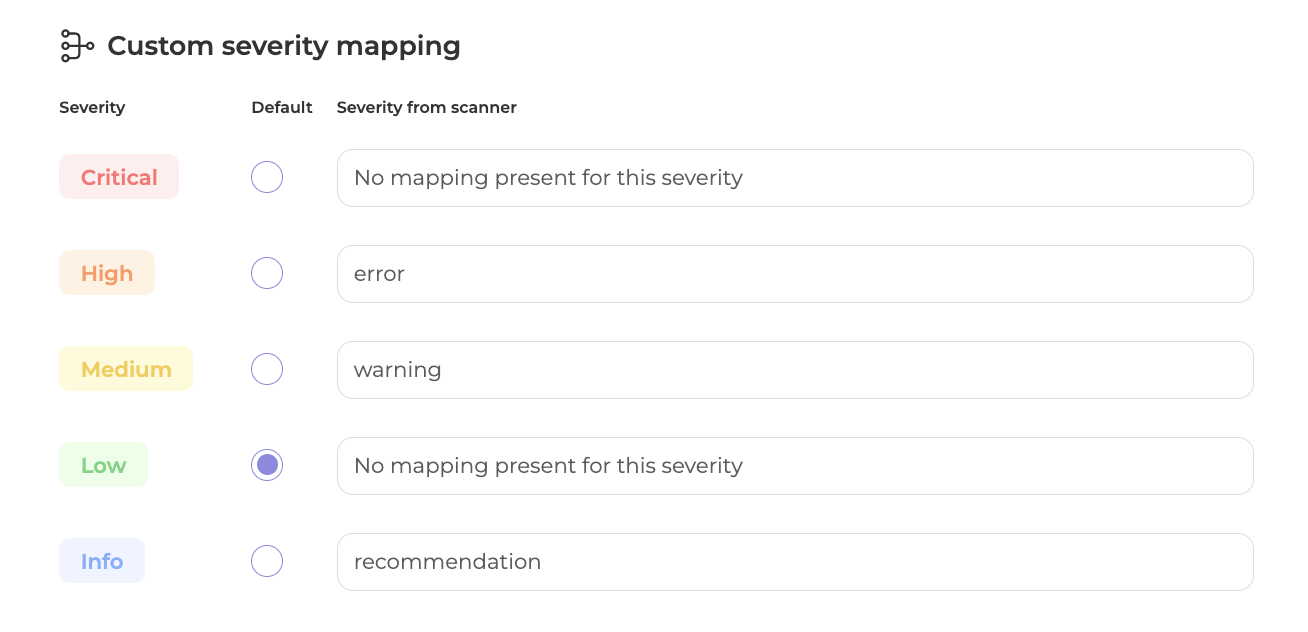 Custom severity mapping
Severity Default Severity from scanner
Critical No mapping present for this severity
High error
Medium warning
Low No mapping present for this severity
Info recommendation